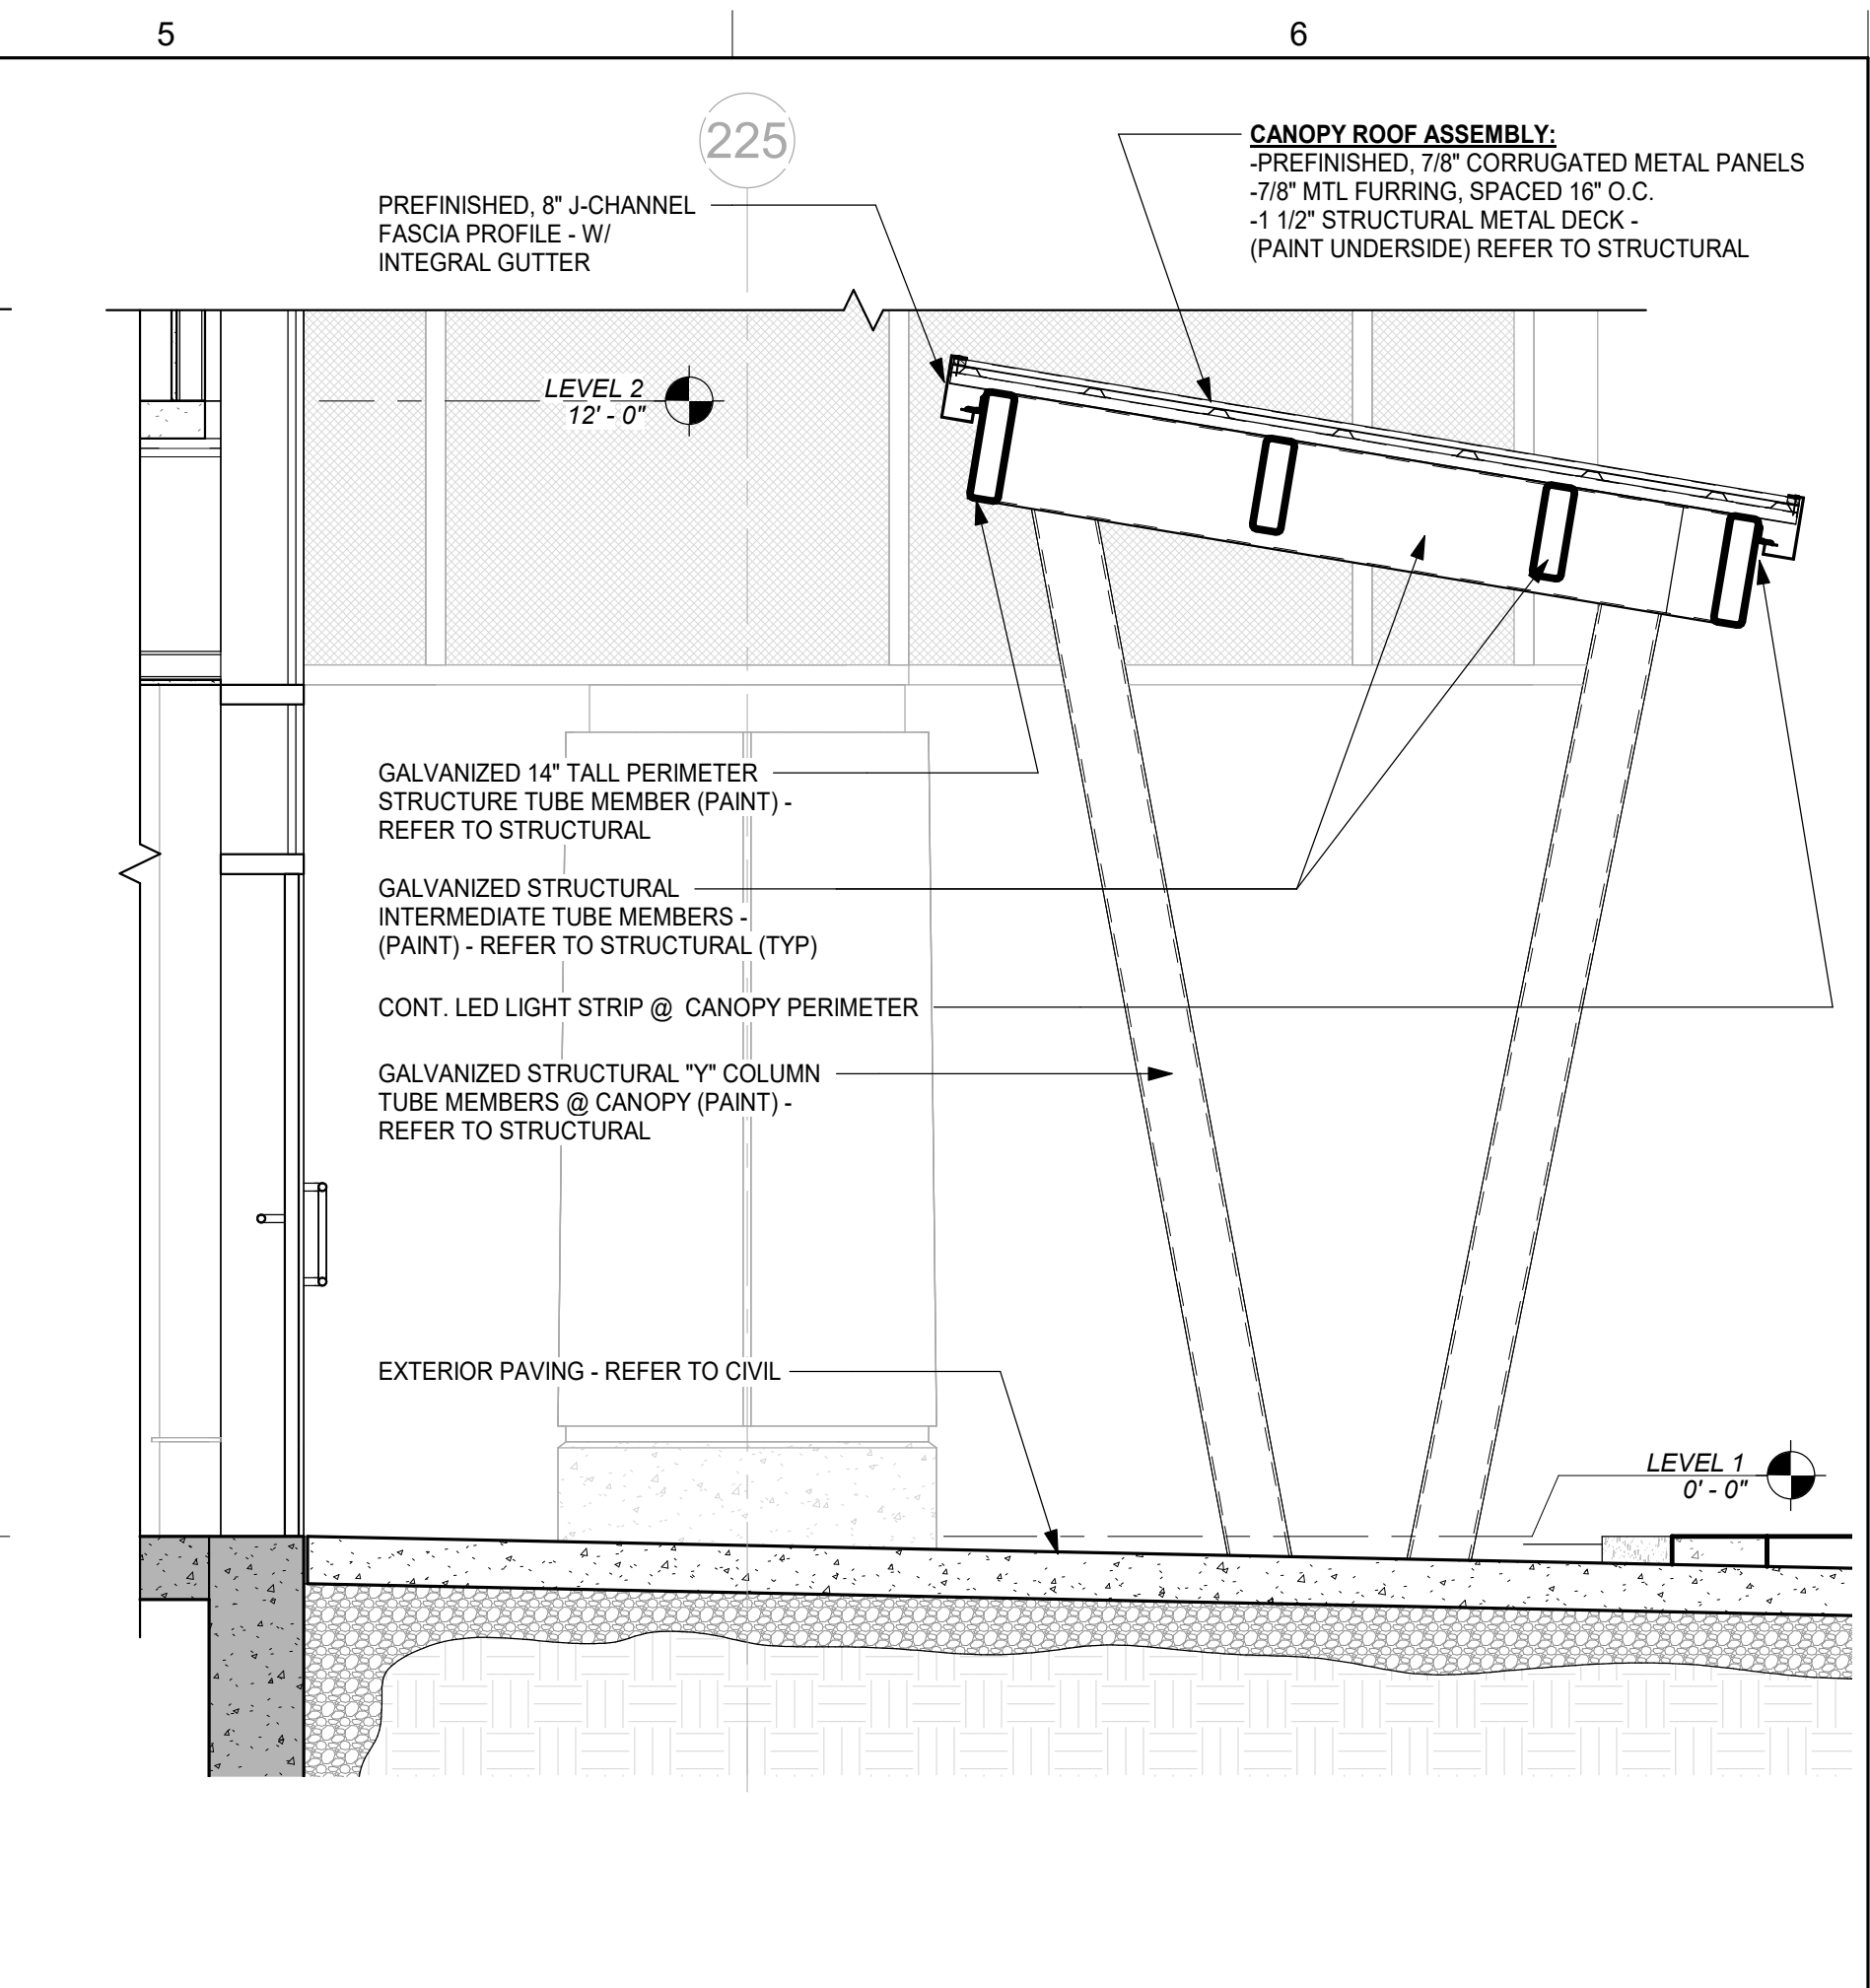 5
6
225
CANOPY ROOF ASSEMBLY:
-PREFINISHED, 7/8" CORRUGATED METAL PANELS
-7/8" MTL FURRING, SPACED 16" O.C.
-1 1/2" STRUCTURAL METAL DECK -
(PAINT UNDERSIDE) REFER TO STRUCTURAL
PREFINISHED, 8" J-CHANNEL
FASCIA PROFILE - W/
INTEGRAL GUTTER
LEVEL 2
12' - 0"
GALVANIZED 14" TALL PERIMETER
STRUCTURE TUBE MEMBER (PAINT) -
REFER TO STRUCTURAL
GALVANIZED STRUCTURAL
INTERMEDIATE TUBE MEMBERS -
(PAINT) - REFER TO STRUCTURAL (TYP)
CONT. LED LIGHT STRIP @ CANOPY PERIMETER
GALVANIZED STRUCTURAL "Y" COLUMN
TUBE MEMBERS @ CANOPY (PAINT) -
REFER TO STRUCTURAL
EXTERIOR PAVING - REFER TO CIVIL
LEVEL 1
0' - 0"